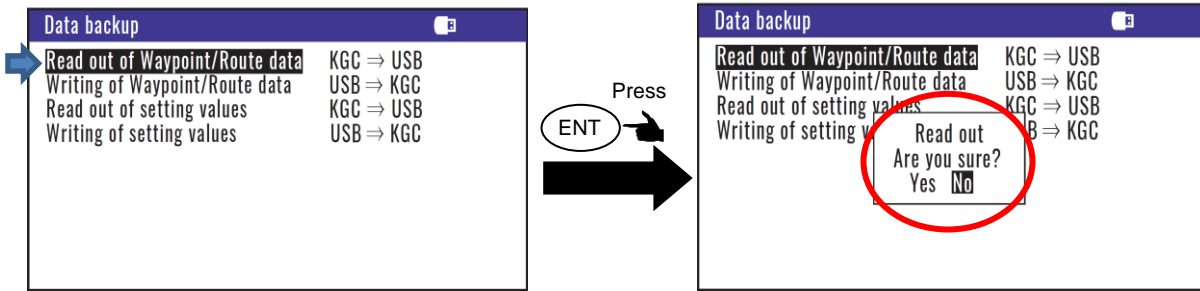 Data backup
Read out of Waypoint/Route data KGC ⇒ USB
Writing of Waypoint/Route data USB ⇒ KGC
Read out of setting values KGC ⇒ USB
Writing of setting values USB ⇒ KGC
Press
ENT
Data backup
Read out of Waypoint/Route data KGC ⇒ USB
Writing of Waypoint/Route data USB ⇒ KGC
Read out of setting values KGC ⇒ USB
Writing of setting v B ⇒ KGC
Read out
Are you sure?
Yes No